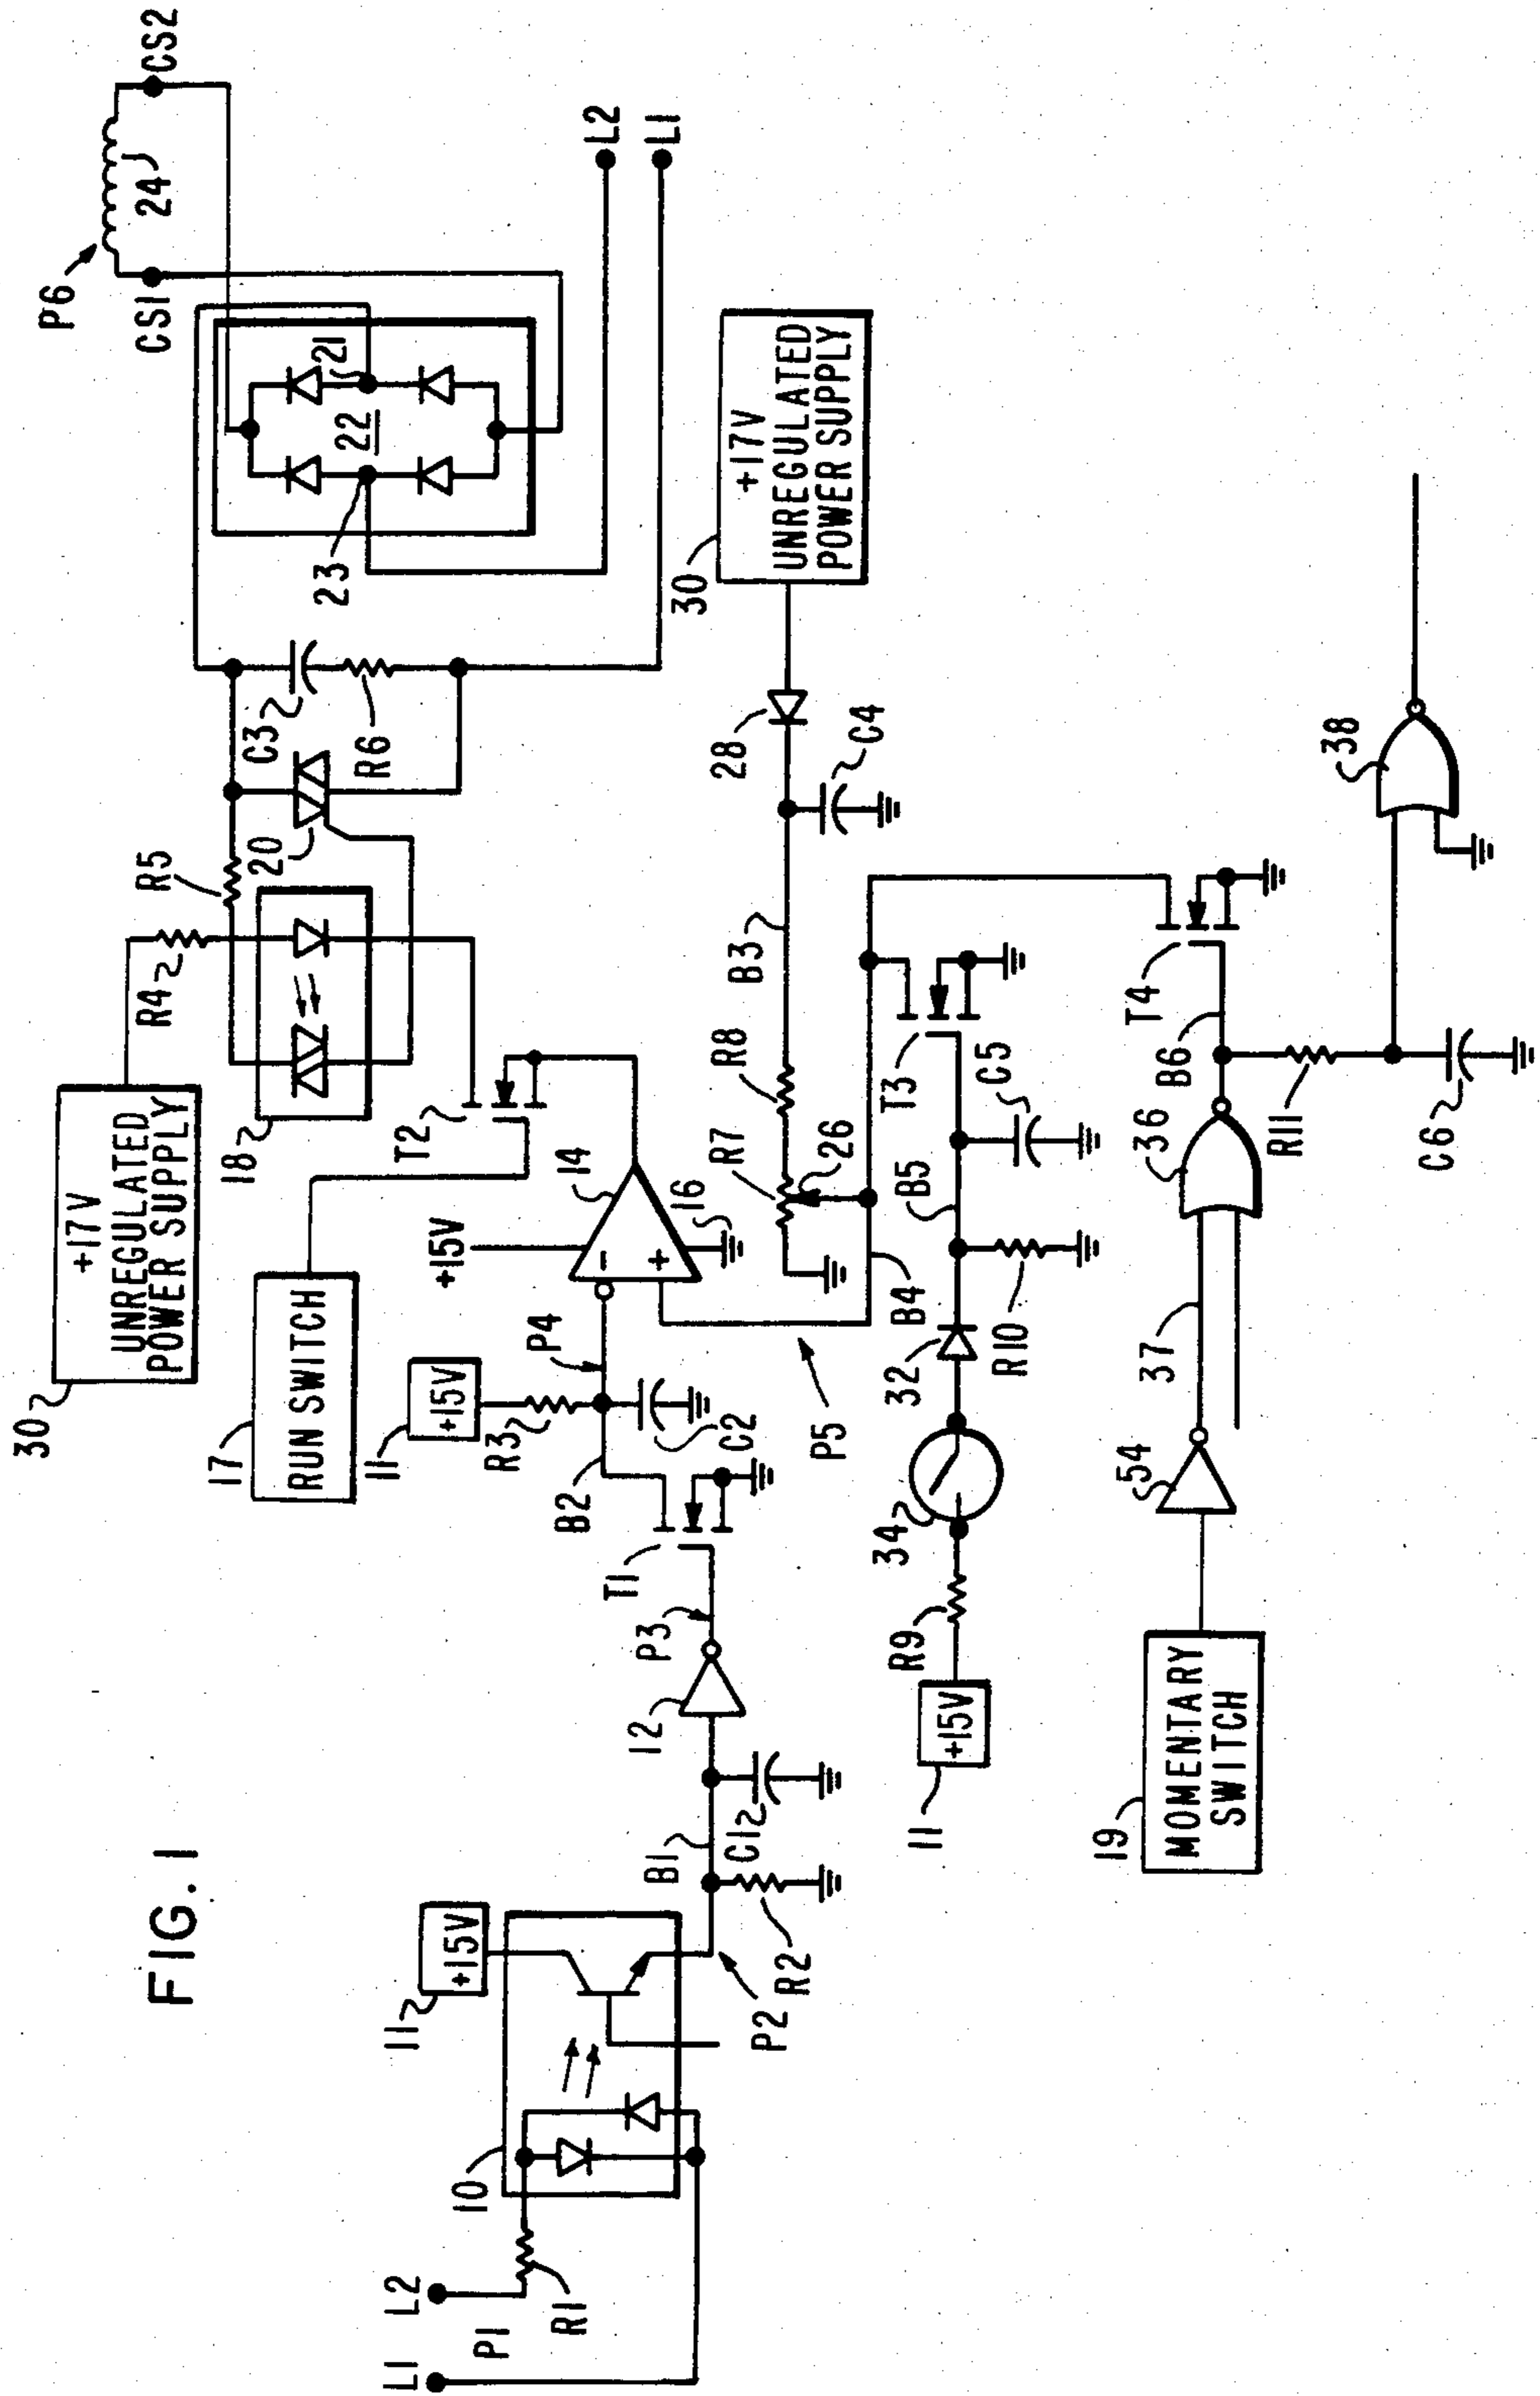 FIG. 1
L1
L2
P1
R1
10
11
+15V
P2
R2
B1
C1
12
P3
T1
B2
11
+15V
R3
P4
C2
+15V
14
16
17
RUN SWITCH
30
+17V
UNREGULATED
POWER SUPPLY
T2
18
R4
R5
20
C3
R6
23
22
21
P6
CS1
24
CS2
L2
L1
P5
B4
R7
26
R8
B3
28
C4
30
+17V
UNREGULATED
POWER SUPPLY
11
+15V
R9
34
32
R10
B5
C5
T3
19
MOMENTARY
SWITCH
54
37
36
R11
B6
T4
C6
38